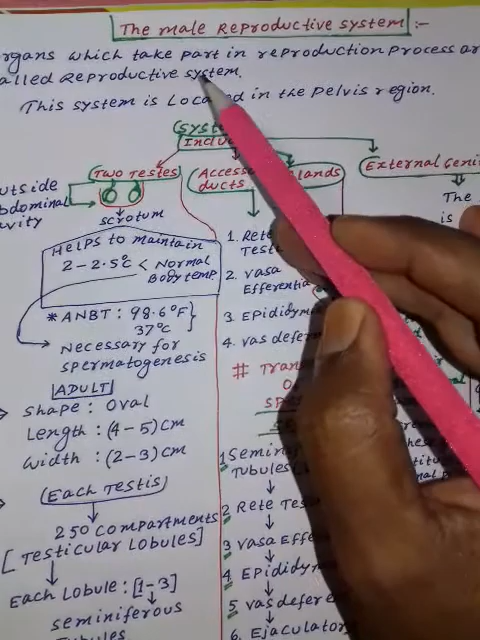 The male Reproductive system :-
organs which take part in reproduction process ar
alled Reproductive system.
This system is Located in the Pelvis region.
syst
Inclu
Two Testes
Access
ducts
lands
External Geni
utside
bdominal
avity
scrotum
The
is
Helps to maintain
2-2.5°C < Normal
Body temp.
* ANBT : 98.6°F
37°C
Necessary for
spermatogenesis
1. Rete
Test
2. vasa
Efferentia
3. Epididym
4. vas defer
# Tran
ADULT
Shape : Oval
Length : (4-5) cm
width : (2-3) cm
(Each Testis)
250 compartments
[Testicular Lobules]
Each Lobule : [1-3]
seminiferous
Tubules
1 Semin
Tubules
2 Rete Tes
3 vasa Effe
4 Epididy
5 vas defere
6. Ejaculator